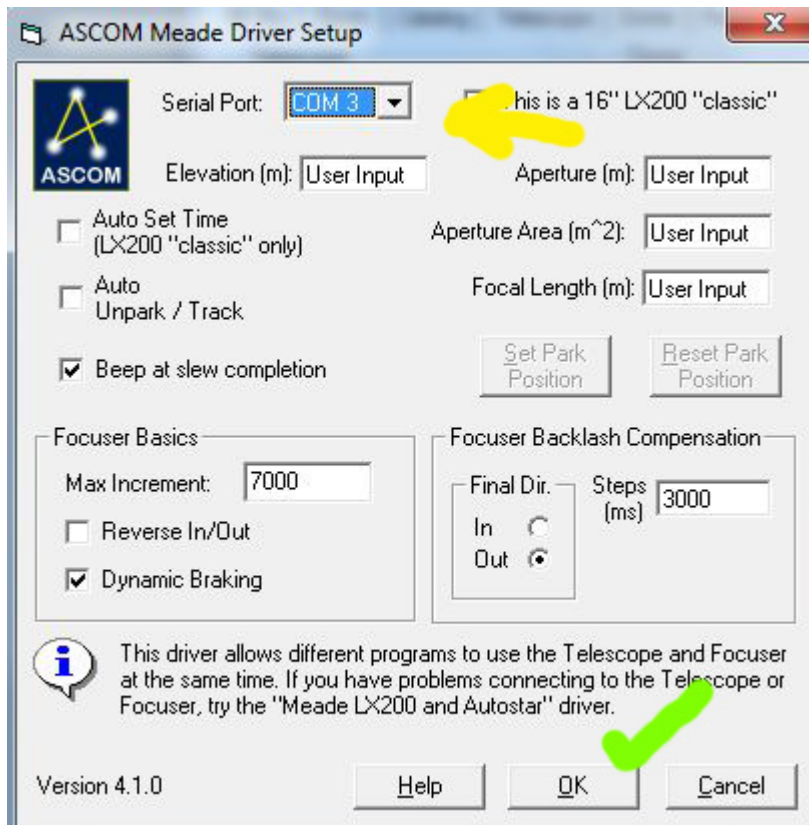 ASCOM Meade Driver Setup
Serial Port: COM 3 This is a 16" LX200 "classic"
ASCOM
Elevation (m): User Input Aperture (m): User Input
Auto Set Time
(LX200 "classic" only)
Aperture Area (m^2): User Input
Auto
Unpark / Track
Focal Length (m): User Input
Beep at slew completion
Set Park
Position
Reset Park
Position
Focuser Basics
Max Increment: 7000
Reverse In/Out
Dynamic Braking
Focuser Backlash Compensation
Final Dir.
In
Out
Steps
(ms)
3000
This driver allows different programs to use the Telescope and Focuser
at the same time. If you have problems connecting to the Telescope or
Focuser, try the "Meade LX200 and Autostar" driver.
Version 4.1.0 Help OK Cancel